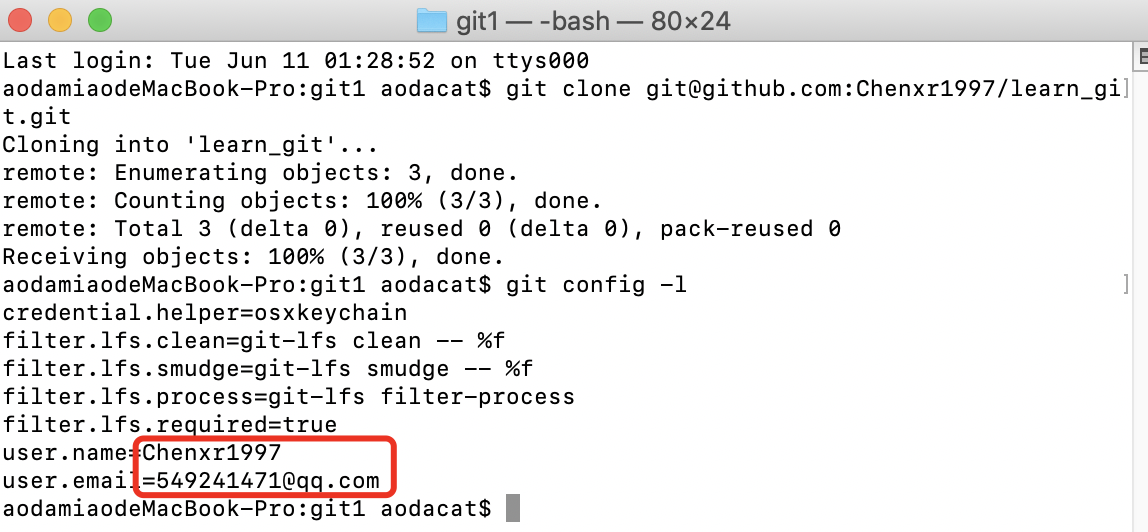 git1 — -bash — 80×24
Last login: Tue Jun 11 01:28:52 on ttys000
aodamiaodeMacBook-Pro:git1 aodacat$ git clone git@github.com:Chenxr1997/learn_gi
t.git
Cloning into 'learn_git'...
remote: Enumerating objects: 3, done.
remote: Counting objects: 100% (3/3), done.
remote: Total 3 (delta 0), reused 0 (delta 0), pack-reused 0
Receiving objects: 100% (3/3), done.
aodamiaodeMacBook-Pro:git1 aodacat$ git config -l
credential.helper=osxkeychain
filter.lfs.clean=git-lfs clean -- %f
filter.lfs.smudge=git-lfs smudge -- %f
filter.lfs.process=git-lfs filter-process
filter.lfs.required=true
user.name=Chenxr1997
user.email=549241471@qq.com
aodamiaodeMacBook-Pro:git1 aodacat$